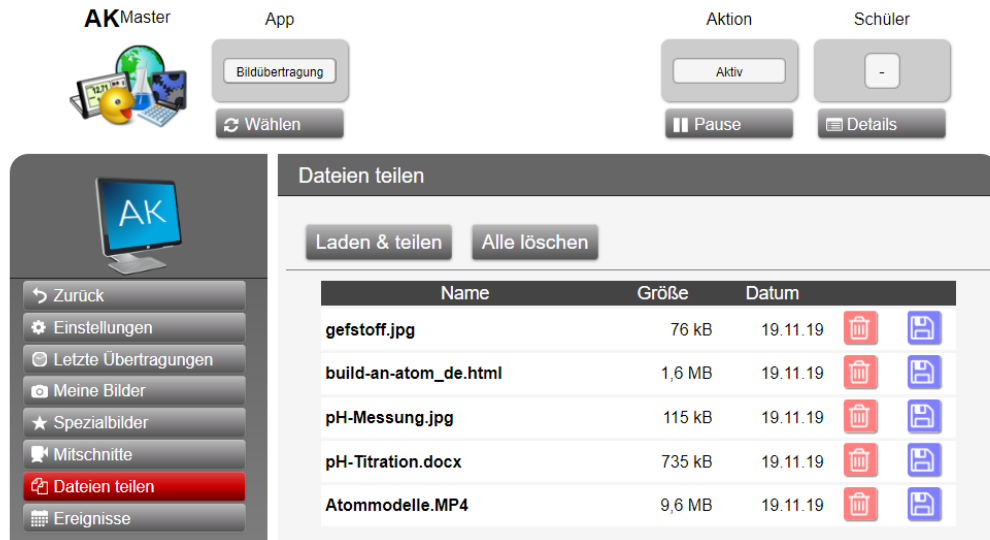 AKMaster App Aktion Schüler
Bildübertragung Aktiv -
Wählen Pause Details
AK
Dateien teilen
Laden & teilen Alle löschen
Zurück
Einstellungen
Letzte Übertragungen
Meine Bilder
Spezialbilder
Mitschnitte
Dateien teilen
Ereignisse
Name Größe Datum
gefstoff.jpg 76 kB 19.11.19
build-an-atom_de.html 1,6 MB 19.11.19
pH-Messung.jpg 115 kB 19.11.19
pH-Titration.docx 735 kB 19.11.19
Atommodelle.MP4 9,6 MB 19.11.19